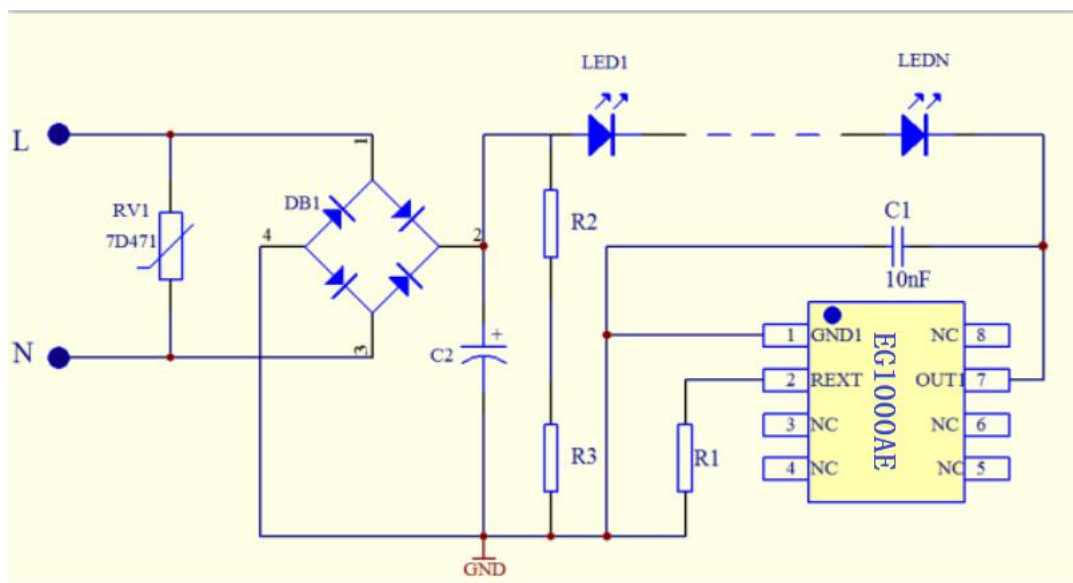 LED1
LEDN
L
RV1
7D471
N
DB1
1
2
3
4
C2
+
GND
R2
R3
R1
C1
10nF
EG1000AE
1 GND1
2 REXT
3 NC
4 NC
NC 8
OUT1 7
NC 6
NC 5